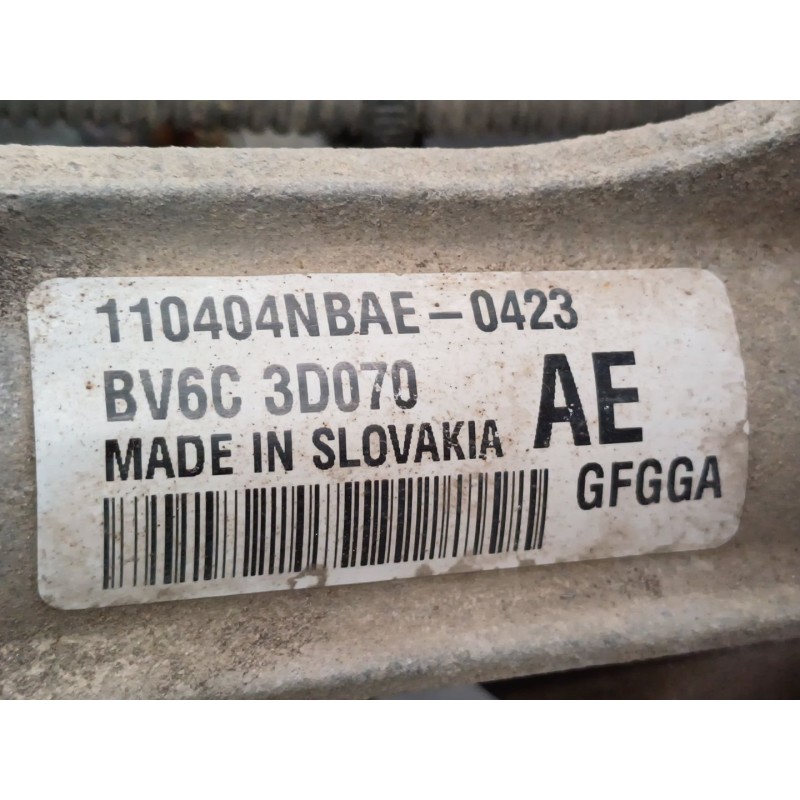 110404NBAE-0423
BV6C 3D070 AE
MADE IN SLOVAKIA
GFGGA